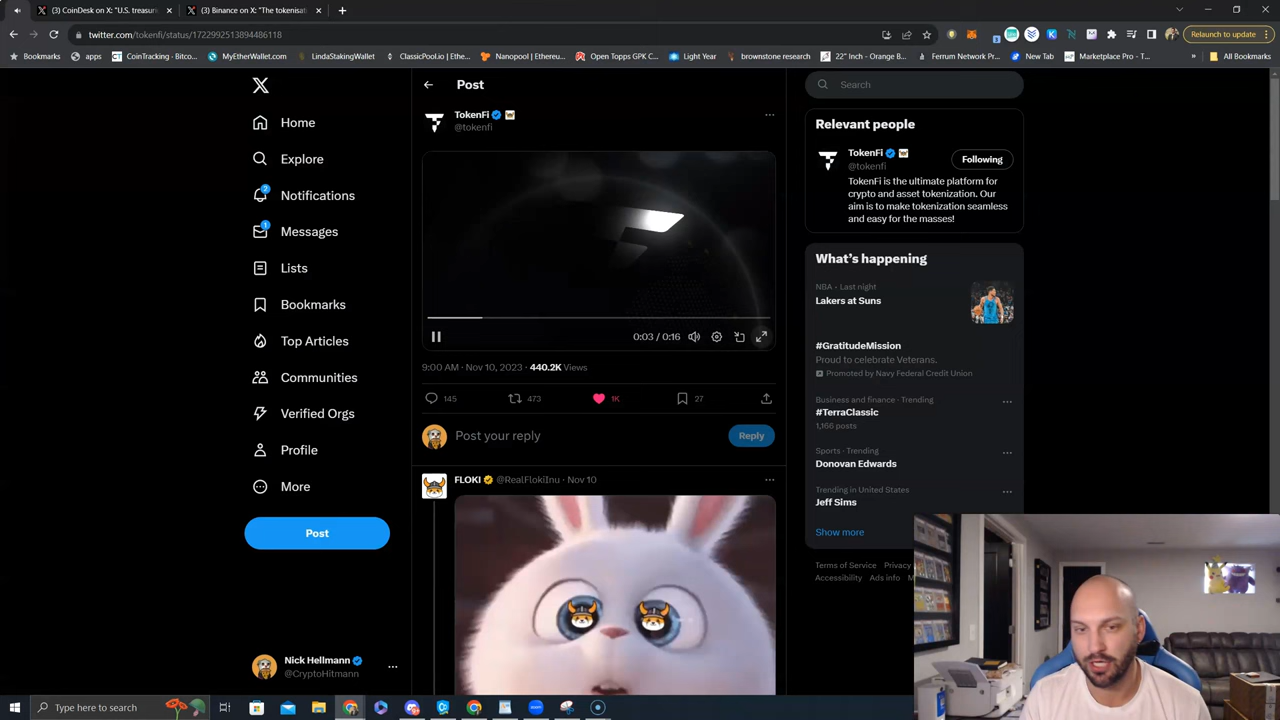 (3) CoinDesk on X: "U.S. treasure
(3) Binance on X: "The tokenisat
twitter.com/tokenfi/status/1722992513894486118
Relaunch to update
Bookmarks
apps
CoinTracking - Bitco...
MyEtherWallet.com
LindaStakingWallet
ClassicPool.io | Ethe...
Nanopool | Ethereu...
Open Topps GPK C...
Light Year
brownstone research
22" Inch - Orange B...
Ferrum Network Pr...
New Tab
Marketplace Pro - T...
»
All Bookmarks
X
Home
Explore
2
Notifications
1
Messages
Lists
Bookmarks
Top Articles
Communities
Verified Orgs
Profile
More
Post
Nick Hellmann
@CryptoHitmann
Post
TokenFi
@tokenfi
0:03 / 0:16
9:00 AM · Nov 10, 2023 · 440.2K Views
145
473
1K
27
Post your reply
Reply
FLOKI @RealFlokiInu · Nov 10
Search
Relevant people
TokenFi
@tokenfi
Following
TokenFi is the ultimate platform for
crypto and asset tokenization. Our
aim is to make tokenization seamless
and easy for the masses!
What's happening
NBA · Last night
Lakers at Suns
#GratitudeMission
Proud to celebrate Veterans.
Promoted by Navy Federal Credit Union
Business and finance · Trending
#TerraClassic
1,166 posts
Sports · Trending
Donovan Edwards
Trending in United States
Jeff Sims
Show more
Terms of Service Privacy
Accessibility Ads info
Type here to search